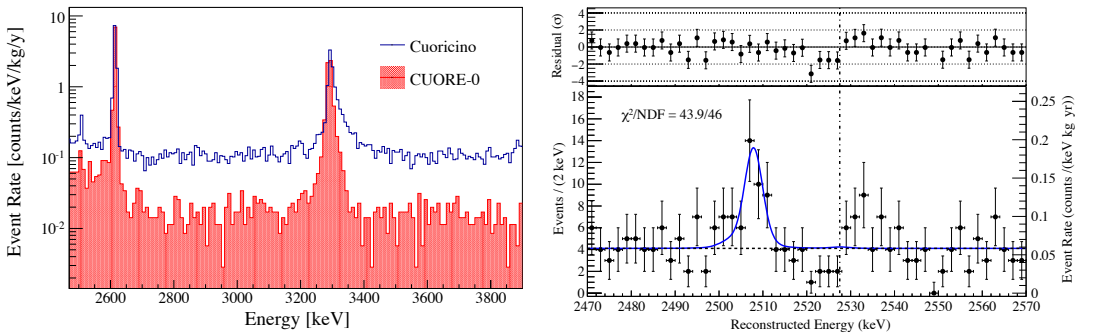 10
1
10⁻¹
10⁻²
Event Rate [counts/keV/kg/y]
Cuoricino
CUORE-0
2600 2800 3000 3200 3400 3600 3800
Energy [keV]
4
2
0
−2
−4
Residual (σ)
18
16
14
12
10
8
6
4
2
0
Events / (2 keV)
χ²/NDF = 43.9/46
0.25
0.2
0.15
0.1
0.05
0.00
Event Rate (counts /(keV kg yr))
2470 2480 2490 2500 2510 2520 2530 2540 2550 2560 2570
Reconstructed Energy (keV)